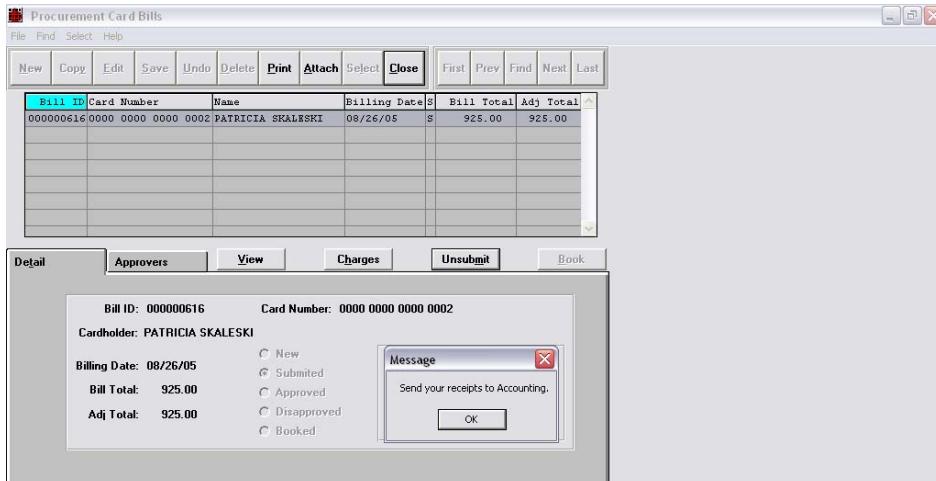 Procurement Card Bills
File Find Select Help
New Copy Edit Save Undo Delete Print Attach Select Close First Prev Find Next Last
Bill ID Card Number Name Billing Date S Bill Total Adj Total
000000616 0000 0000 0000 0002 PATRICIA SKALESKI 08/26/05 S 925.00 925.00
Detail Approvers View Charges Unsubmit Book
Bill ID: 000000616 Card Number: 0000 0000 0000 0002
Cardholder: PATRICIA SKALESKI
Billing Date: 08/26/05
Bill Total: 925.00
Adj Total: 925.00
New
Submited
Approved
Disapproved
Booked
Message
Send your receipts to Accounting.
OK